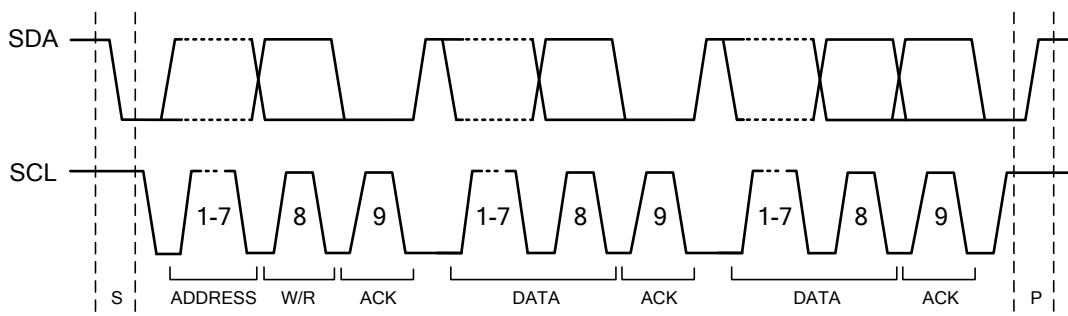 SDA
SCL
1-7 8 9 1-7 8 9 1-7 8 9
S ADDRESS W/R ACK DATA ACK DATA ACK P